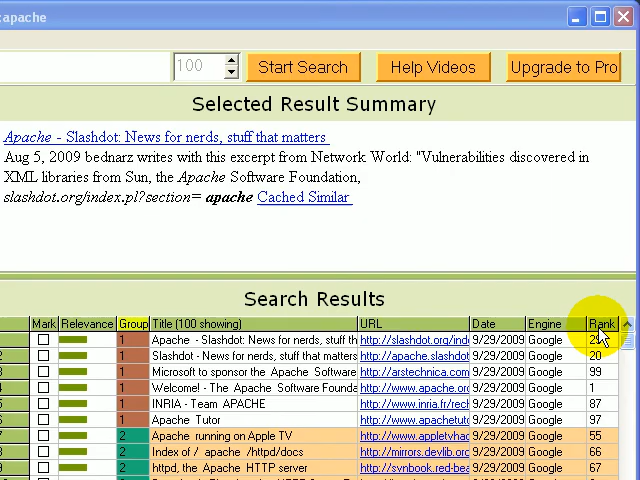 :apache
100 Start Search Help Videos Upgrade to Pro
Selected Result Summary
Apache - Slashdot: News for nerds, stuff that matters
Aug 5, 2009 bednarz writes with this excerpt from Network World: "Vulnerabilities discovered in
XML libraries from Sun, the Apache Software Foundation,
slashdot.org/index.pl?section= apache Cached Similar
Search Results
Mark Relevance Group Title (100 showing) URL Date Engine Rank
1 Apache - Slashdot: News for nerds, stuff th http://slashdot.org/ind 9/29/2009 Google
2 1 Slashdot - News for nerds, stuff that matters http://apache.slashdot 9/29/2009 Google 20
3 1 Microsoft to sponsor the Apache Software http://arstechnica.com 9/29/2009 Google 99
4 1 Welcome! - The Apache Software Founda http://www.apache.or 9/29/2009 Google 1
5 1 INRIA - Team APACHE http://www.inria.fr/rech 9/29/2009 Google 87
6 1 Apache Tutor http://www.apachetut 9/29/2009 Google 97
7 2 Apache running on Apple TV http://www.appletvhac 9/29/2009 Google 55
8 2 Index of / apache /httpd http://mirrors.devlib.org 9/29/2009 Google 66
9 2 httpd, the Apache HTTP server http://svnbook.red-bea 9/29/2009 Google 67